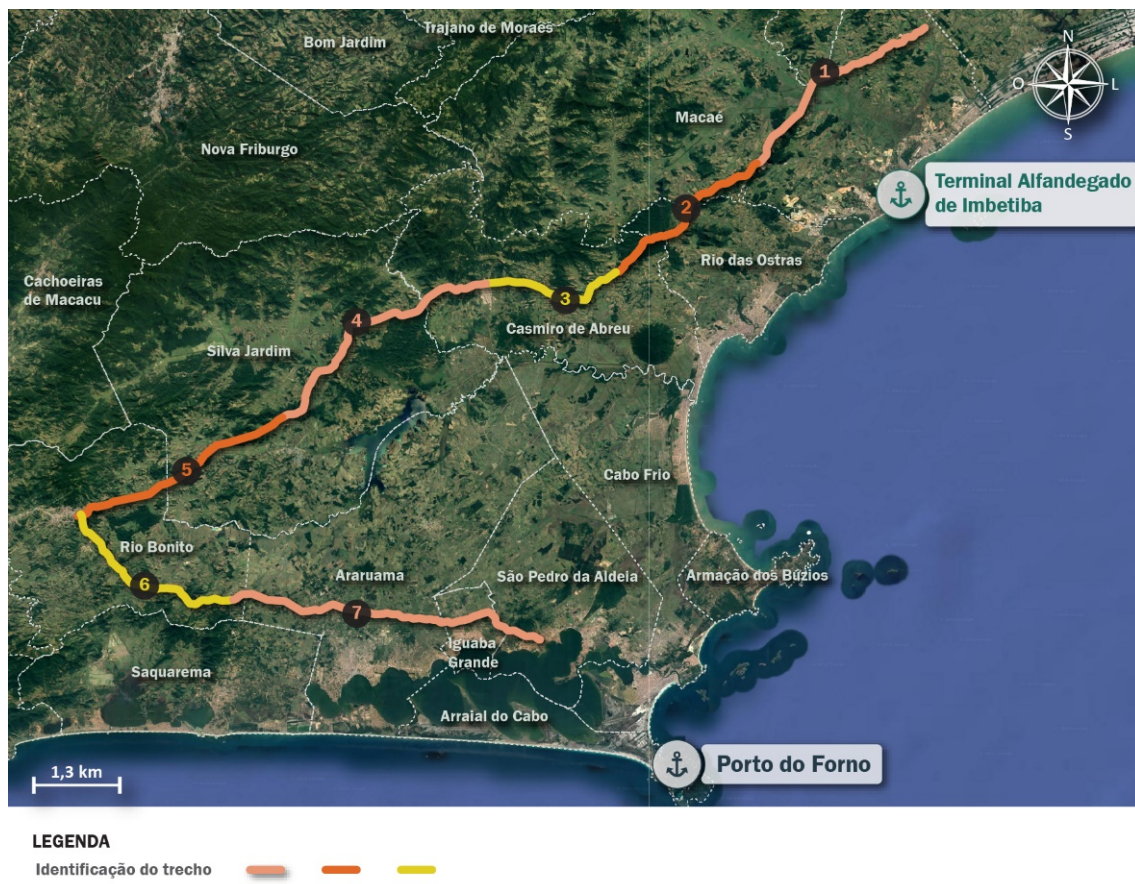 Trajano de Moraes
Bom Jardim
1
N
O
L
S
Macaé
Nova Friburgo
Terminal Alfandegado
de Imbetiba
2
Rio das Ostras
Cachoeiras
de Macacu
3
4
Casmiro de Abreu
Silva Jardim
5
Cabo Frio
Rio Bonito
6
Araruama
São Pedro da Aldeia
Armação dos Búzios
7
Iguaba
Grande
Saquarema
Arraial do Cabo
Porto do Forno
1,3 km
LEGENDA
Identificação do trecho